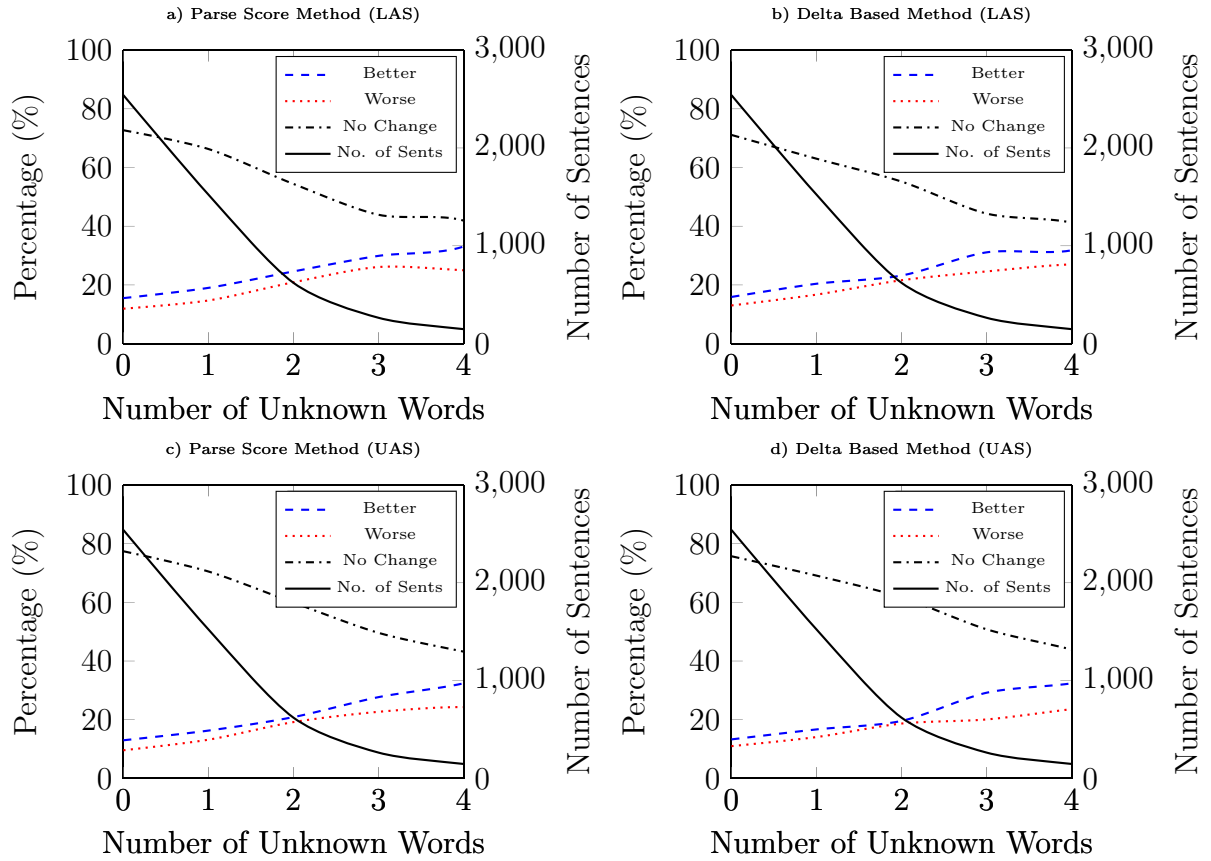 a) Parse Score Method (LAS)
100
80
60
40
20
0
Percentage (%)
3,000
2,000
1,000
0
Number of Sentences
Better
Worse
No Change
No. of Sents
0 1 2 3 4
Number of Unknown Words
b) Delta Based Method (LAS)
100
80
60
40
20
0
Percentage (%)
3,000
2,000
1,000
0
Number of Sentences
Better
Worse
No Change
No. of Sents
0 1 2 3 4
Number of Unknown Words
c) Parse Score Method (UAS)
100
80
60
40
20
0
Percentage (%)
3,000
2,000
1,000
0
Number of Sentences
Better
Worse
No Change
No. of Sents
0 1 2 3 4
Number of Unknown Words
d) Delta Based Method (UAS)
100
80
60
40
20
0
Percentage (%)
3,000
2,000
1,000
0
Number of Sentences
Better
Worse
No Change
No. of Sents
0 1 2 3 4
Number of Unknown Words